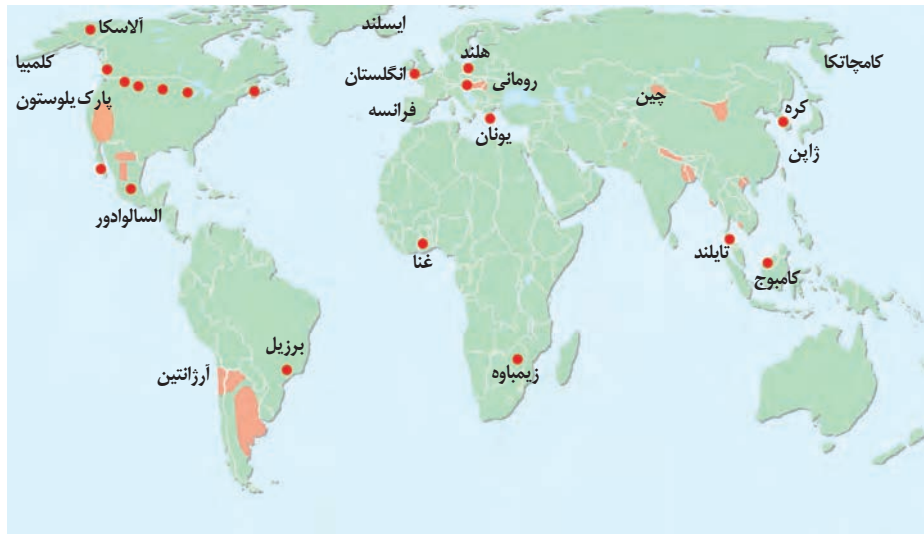 آلاسکا
ایسلند
کلمبیا
پارک یلوستون
السالوادور
هلند
انگلستان
رومانی
فرانسه
یونان
کامچاتکا
چین
کره
ژاپن
غنا
تایلند
کامبوج
برزیل
آرژانتین
زیمباوه